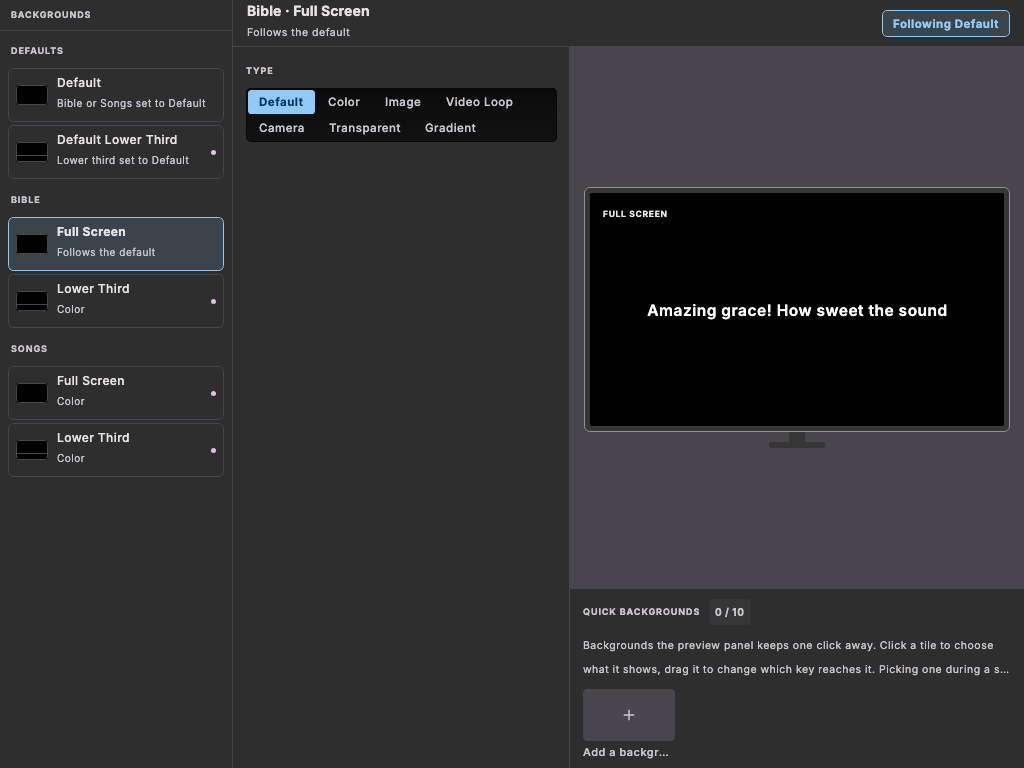 BACKGROUNDS
DEFAULTS
Default
Bible or Songs set to Default
Default Lower Third
Lower third set to Default
BIBLE
Full Screen
Follows the default
Lower Third
Color
SONGS
Full Screen
Color
Lower Third
Color
Bible · Full Screen
Follows the default
Following Default
TYPE
Default Color Image Video Loop
Camera Transparent Gradient
FULL SCREEN
Amazing grace! How sweet the sound
QUICK BACKGROUNDS 0 / 10
Backgrounds the preview panel keeps one click away. Click a tile to choose
what it shows, drag it to change which key reaches it. Picking one during a s...
+
Add a backgr...